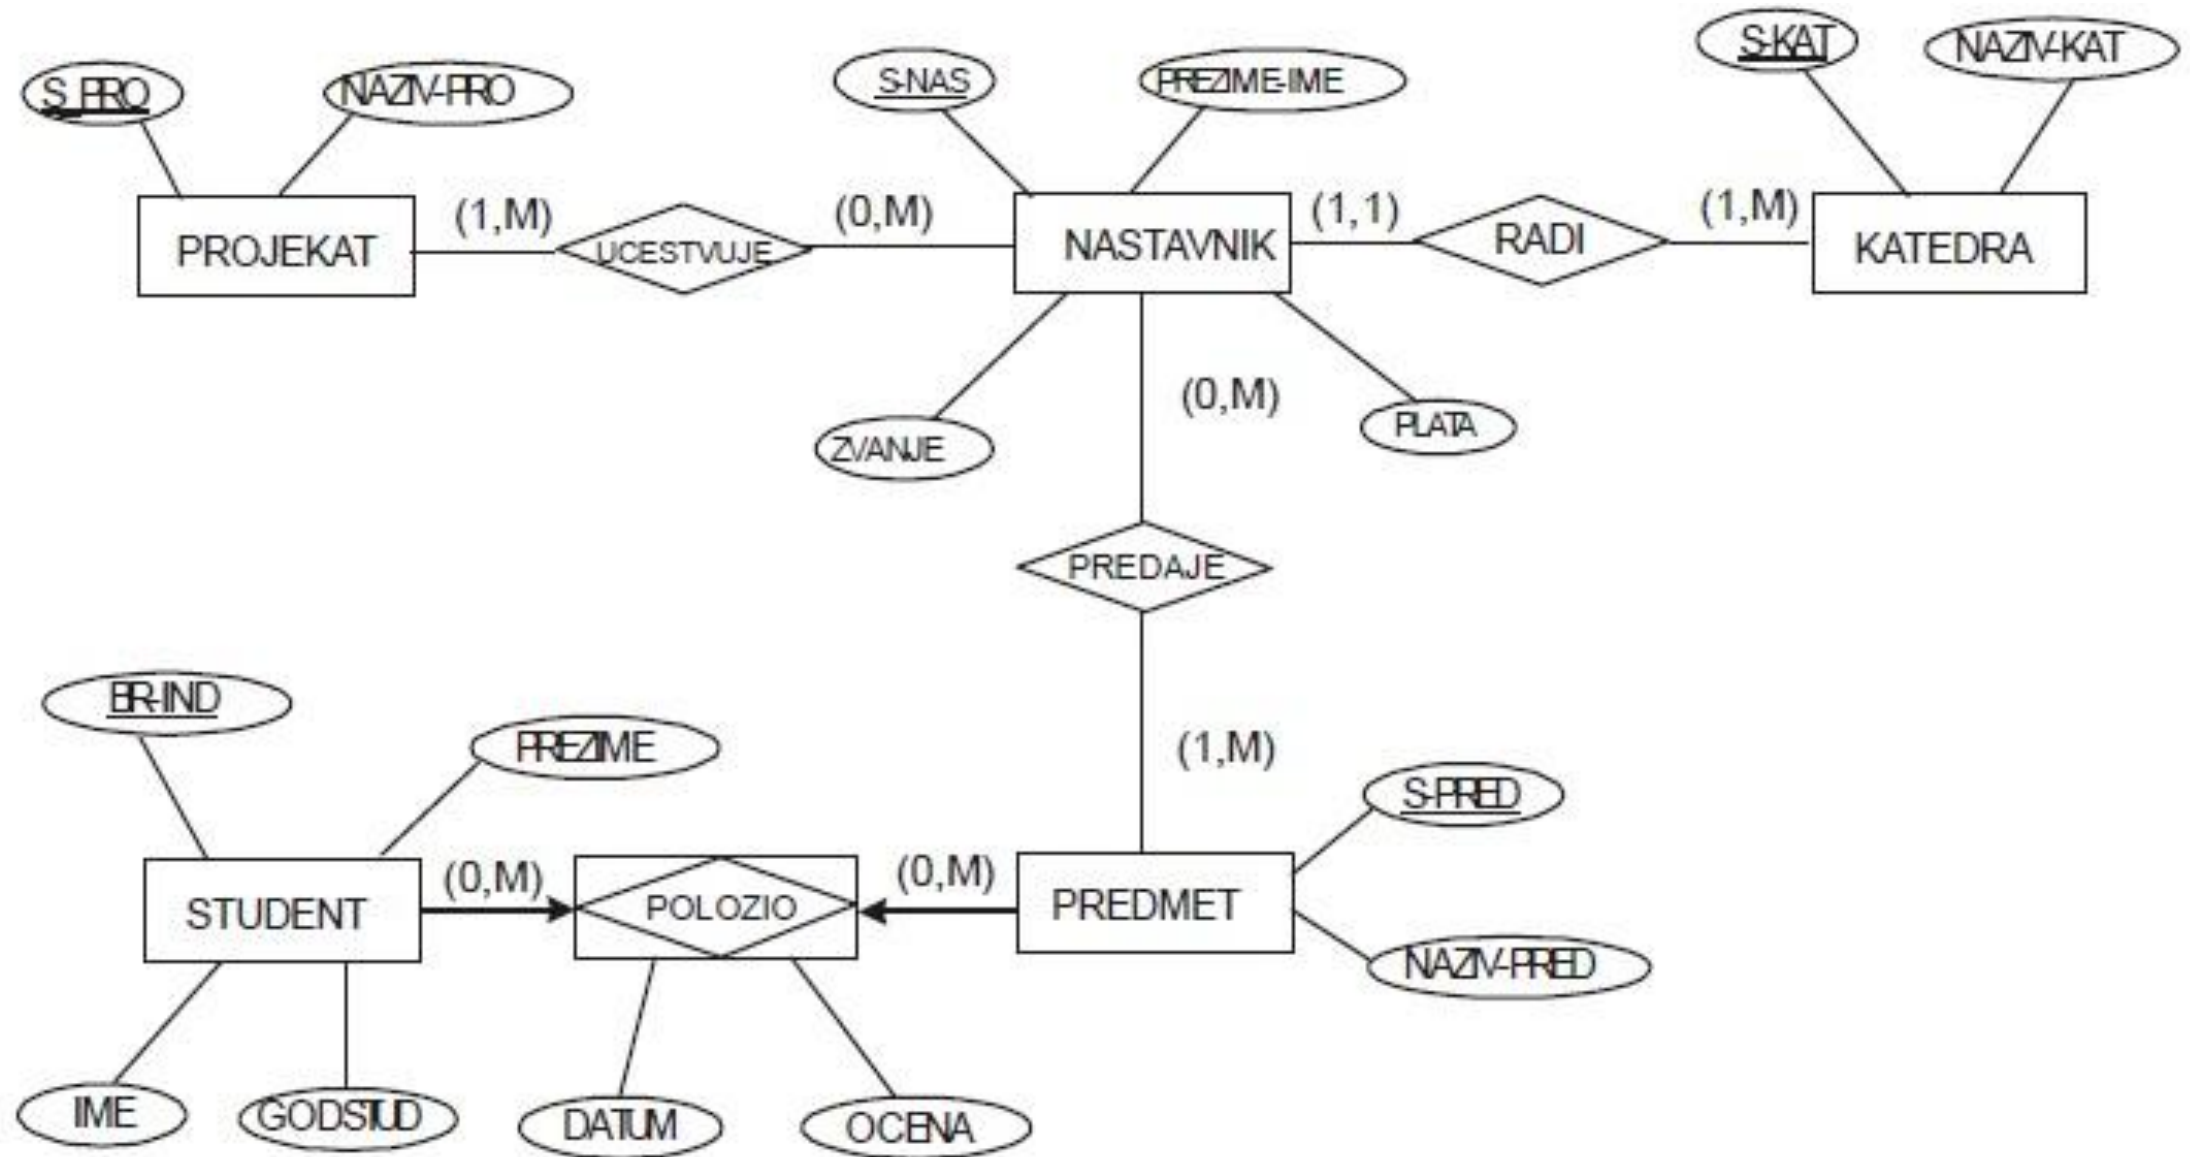 S_PRO
NAZIV-PRO
S-NAS
PREZIME-IME
S-KAT
NAZIV-KAT
PROJEKAT
(1,M)
UCESTVUJE
(0,M)
NASTAVNIK
(1,1)
RADI
(1,M)
KATEDRA
ZVANJE
(0,M)
PLATA
PREDAJE
BR-IND
PREZIME
(1,M)
S-PRED
STUDENT
(0,M)
POLOZIO
(0,M)
PREDMET
NAZIV-PRED
IME
GODSTUD
DATUM
OCENA